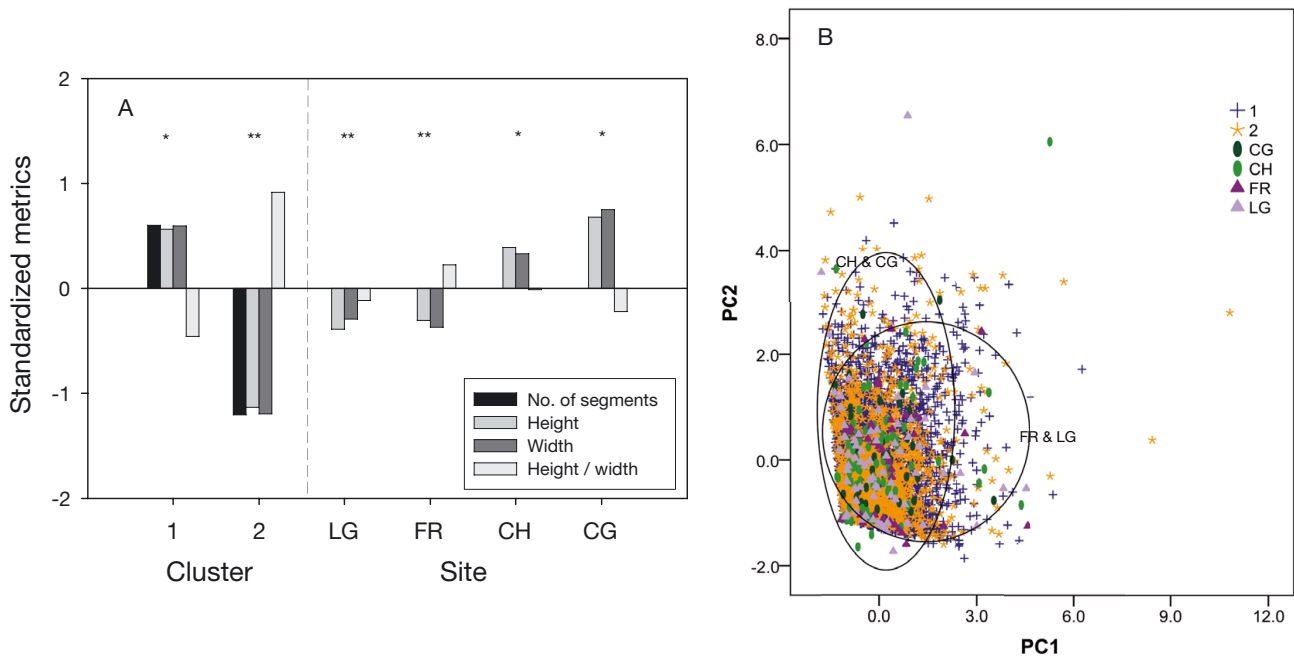 A
2
1
0
-1
-2
Standardized metrics
* ** ** ** * *
No. of segments
Height
Width
Height / width
1 2 LG FR CH CG
Cluster Site
B
8.0
6.0
4.0
2.0
0.0
-2.0
PC2
1
2
CG
CH
FR
LG
CH & CG
FR & LG
0.0 3.0 6.0 9.0 12.0
PC1